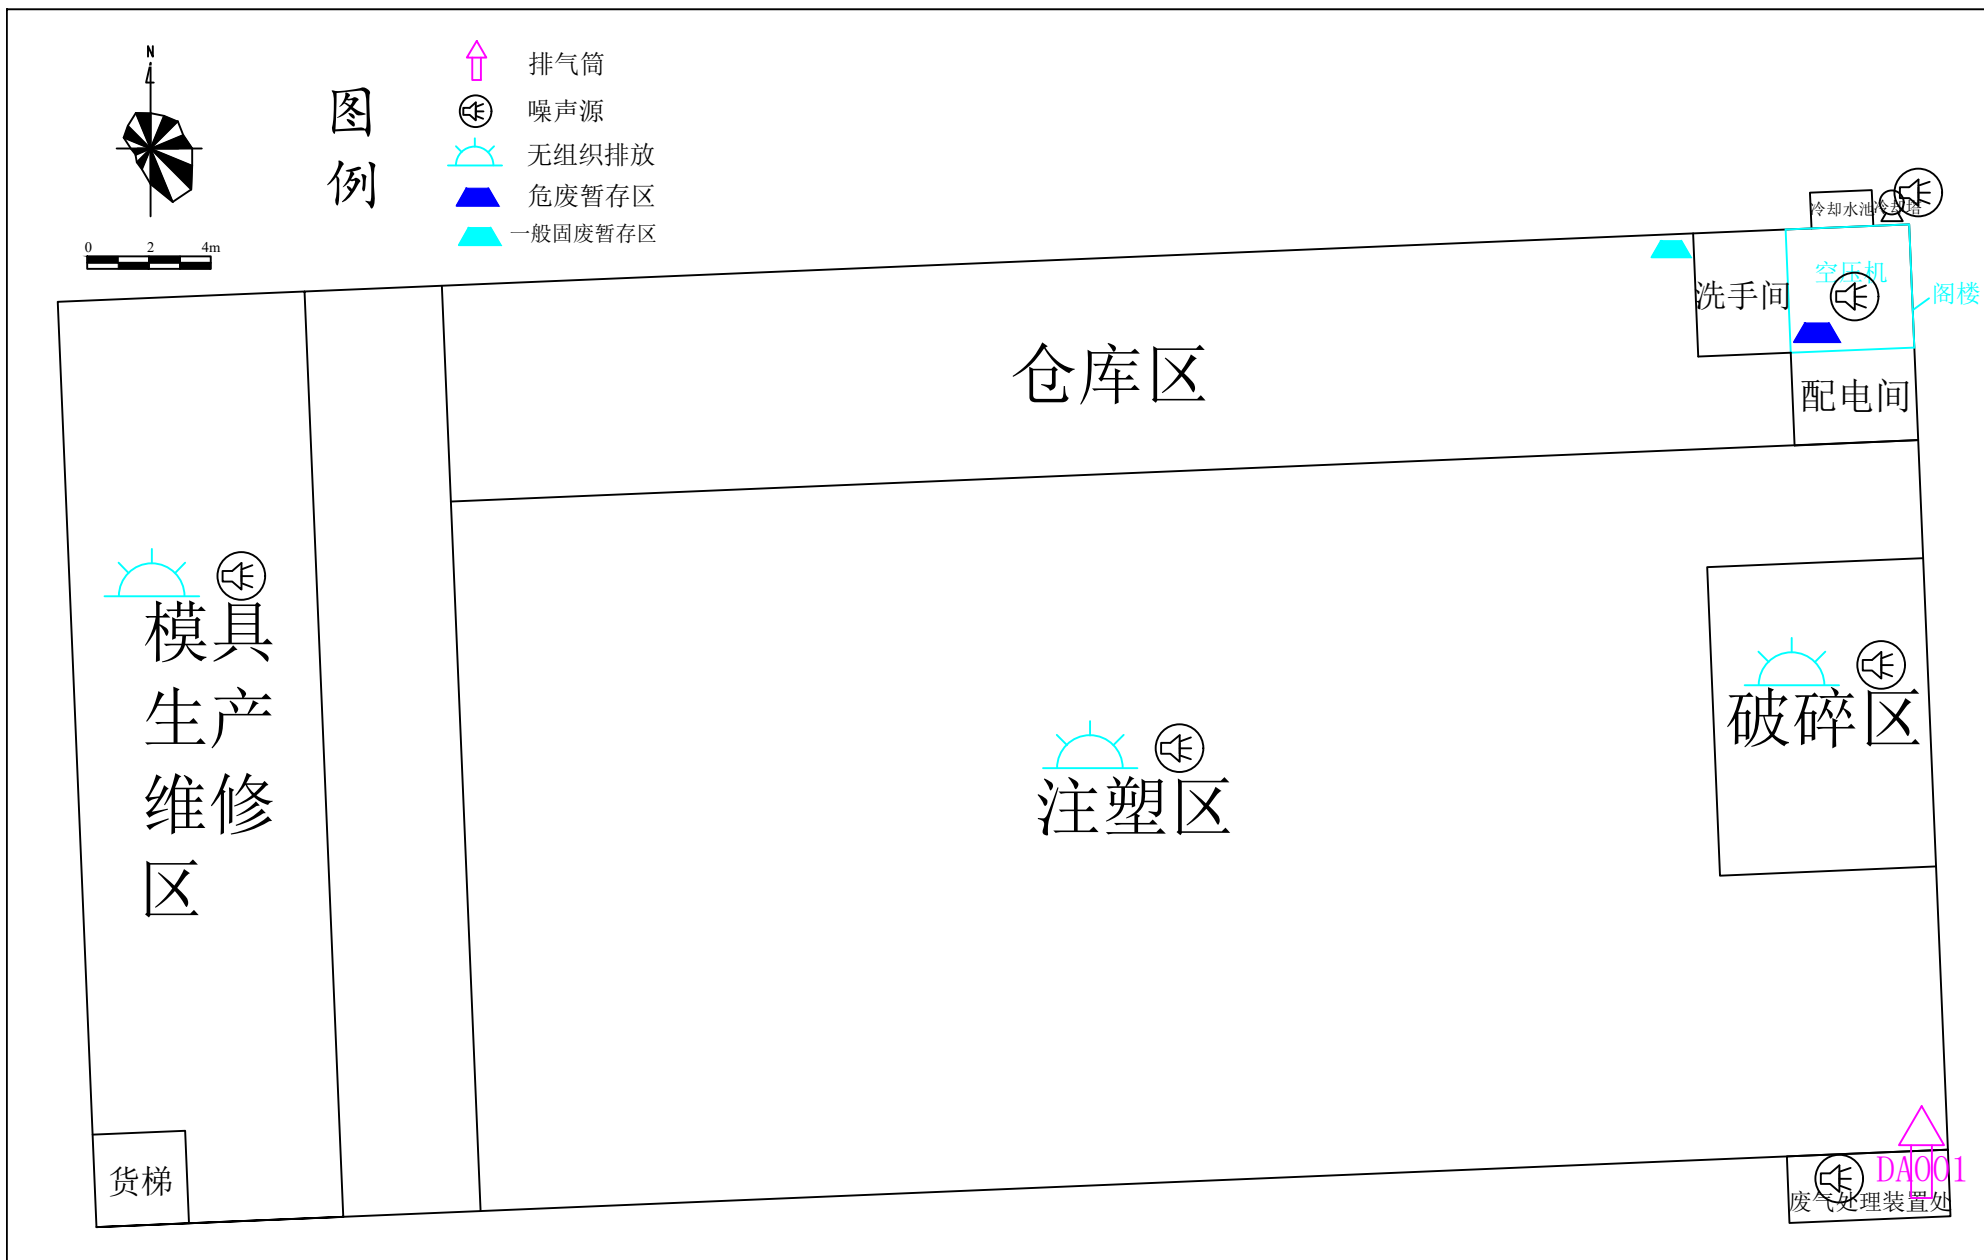 N
图
例
排气筒
噪声源
无组织排放
危废暂存区
一般固废暂存区
0 2 4m
冷却水池
冷却塔
空压机
阁楼
洗手间
仓库区
配电间
模具
生产
维修
区
破碎区
注塑区
货梯
DA001
废气处理装置处